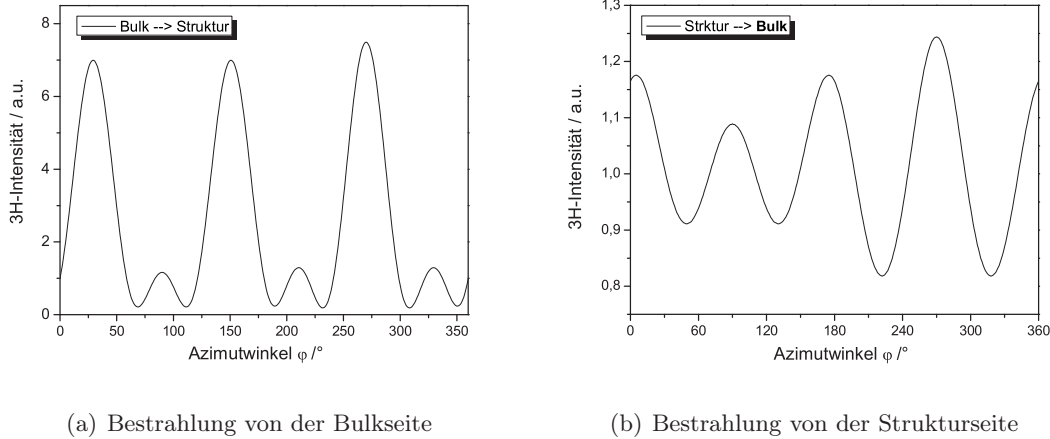 Bulk --> Struktur
8
6
4
2
0
3H-Intensität / a.u.
0 50 100 150 200 250 300 350
Azimutwinkel φ /°
(a) Bestrahlung von der Bulkseite
Strktur --> Bulk
1,3
1,2
1,1
1,0
0,9
0,8
3H-Intensität / a.u.
0 60 120 180 240 300 360
Azimutwinkel φ /°
(b) Bestrahlung von der Strukturseite